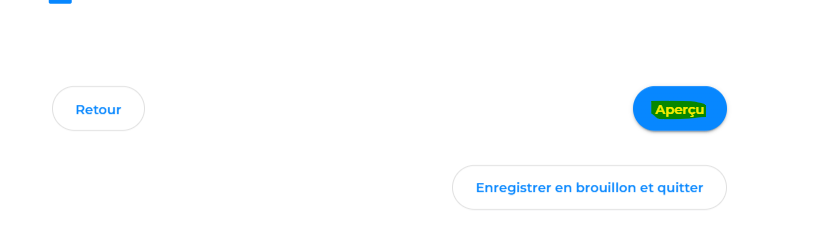 Retour
Aperçu
Enregistrer en brouillon et quitter